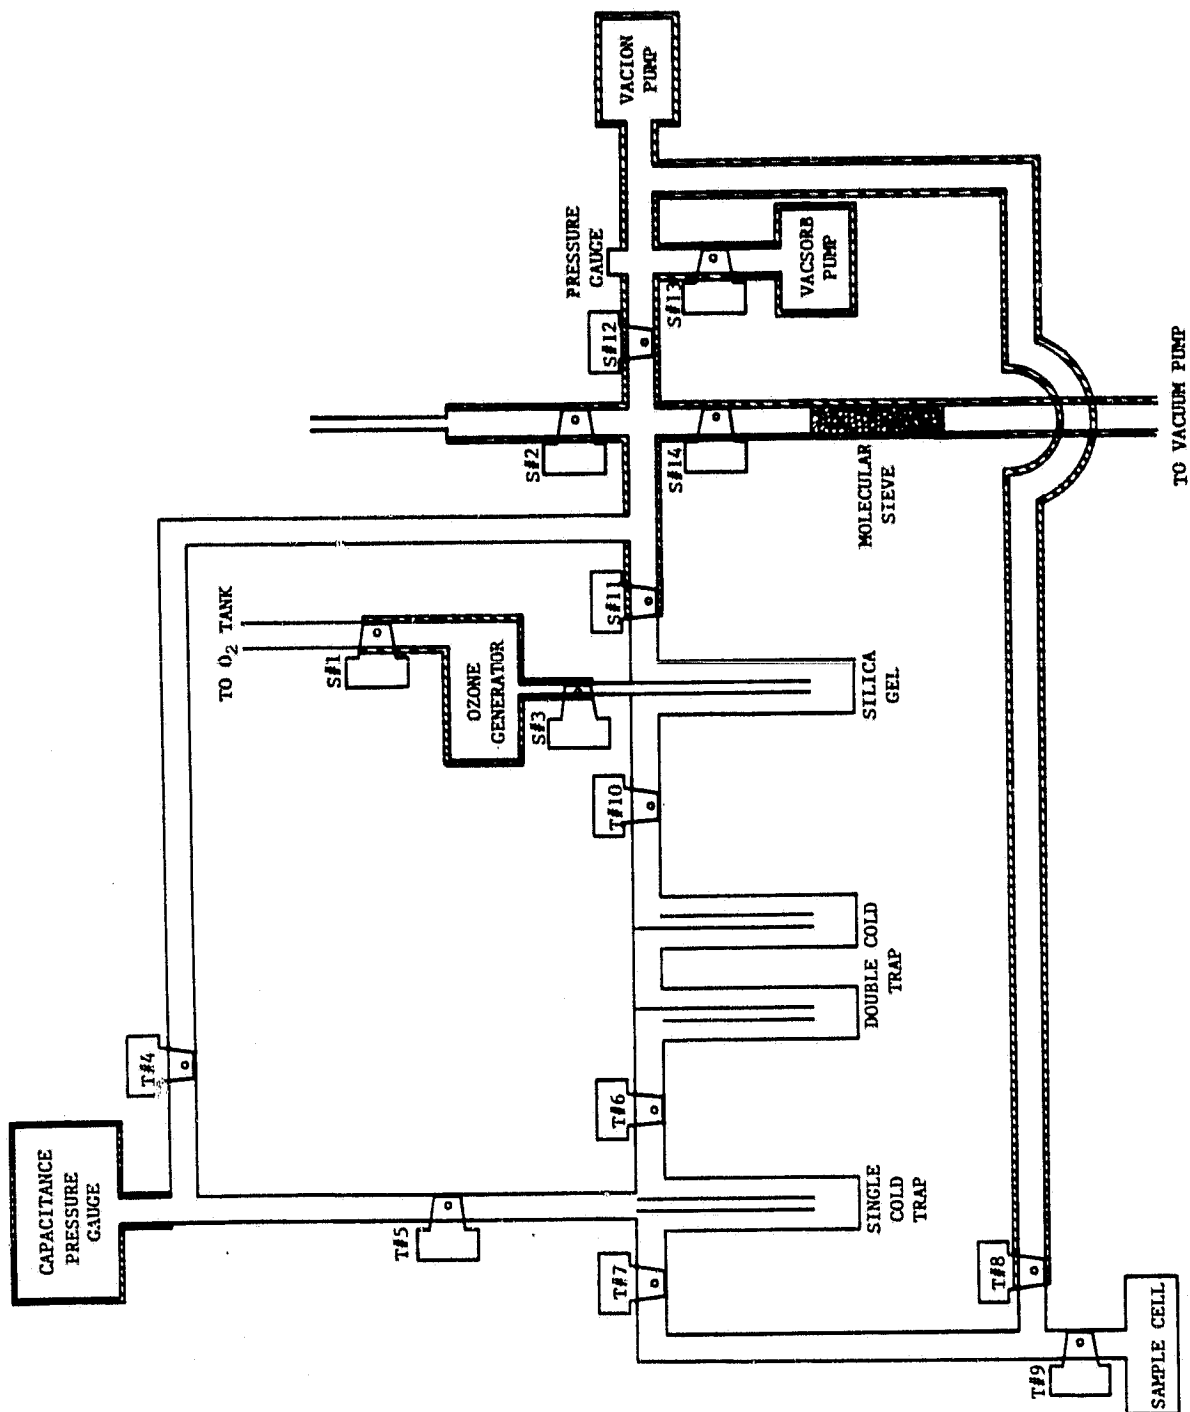 VACION
PUMP
PRESSURE
GAUGE
VACSORB
PUMP
S#13
S#12
S#2
S#14
MOLECULAR
SIEVE
TO VACUUM PUMP
TO O2 TANK
S#1
OZONE
GENERATOR
S#3
S#11
SILICA
GEL
T#10
DOUBLE COLD
TRAP
T#4
T#6
CAPACITANCE
PRESSURE
GAUGE
T#5
SINGLE
COLD
TRAP
T#7
T#8
T#9
SAMPLE CELL